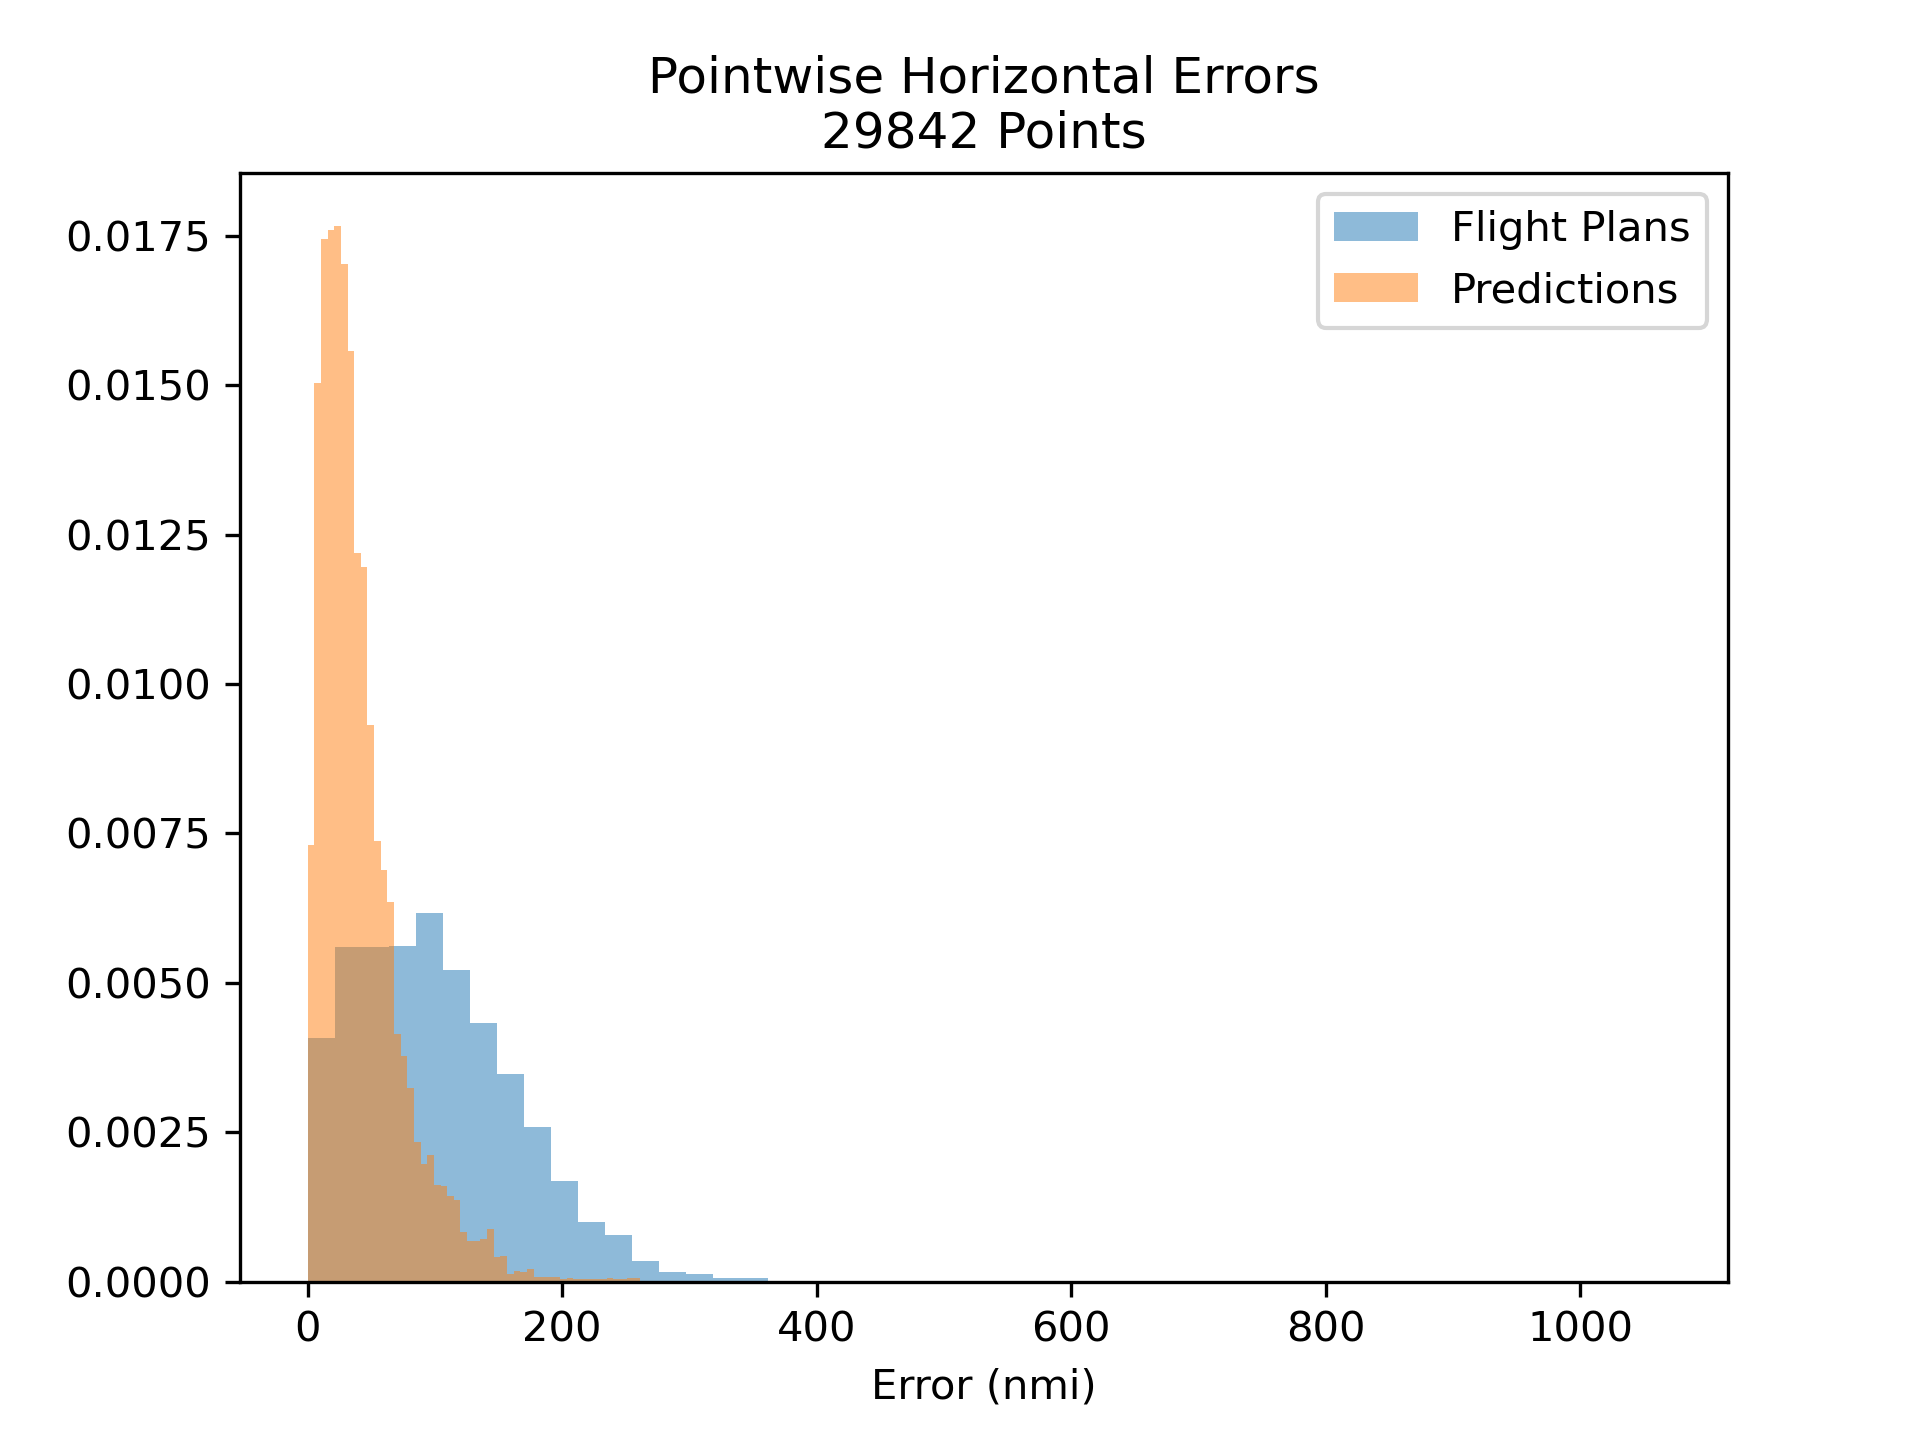 Pointwise Horizontal Errors
29842 Points
Flight Plans
Predictions
0.0175
0.0150
0.0125
0.0100
0.0075
0.0050
0.0025
0.0000
0 200 400 600 800 1000
Error (nmi)